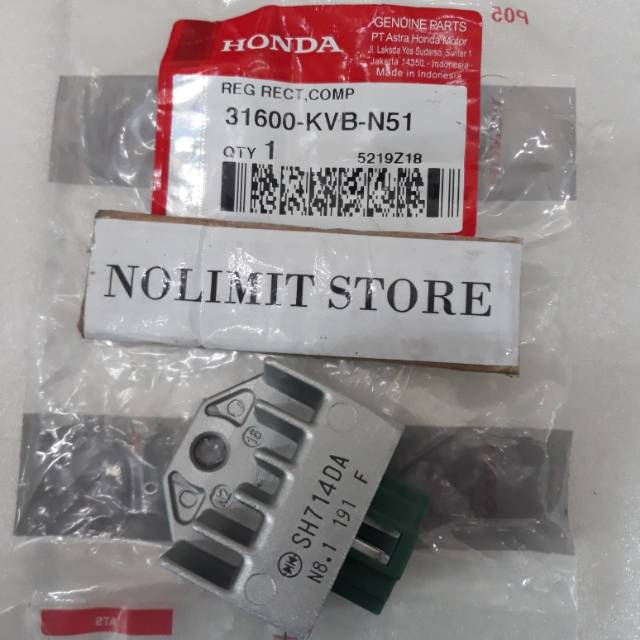 P05
HONDA
GENUINE PARTS
PT Astra Honda Motor
Jl. Laksda Yos Sudarso, Sunter 1
Jakarta 14350. - Indonesia
Made in Indonesia
REG RECT,COMP
31600-KVB-N51
QTY 1 5219Z18
NOLIMIT STORE
SH714DA
N8.1 191 F